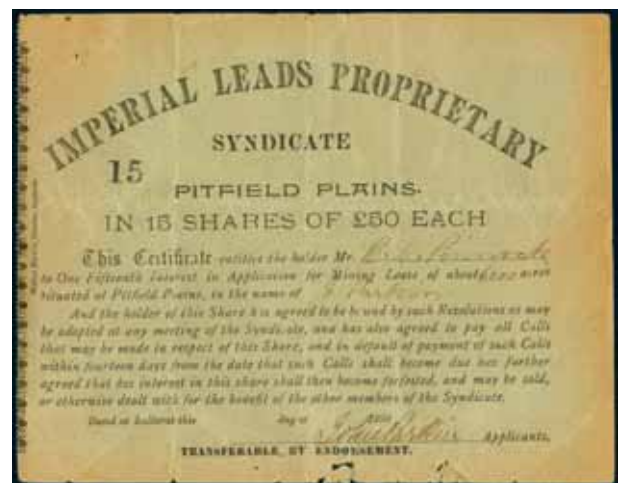 IMPERIAL LEADS PROPRIETARY
SYNDICATE
15
PITFIELD PLAINS.
IN 15 SHARES OF £50 EACH
This Certificate entitles the holder Mr.
to One Fifteenth Interest in Application for Mining Lease of about acres
situated at Pitfield Plains, in the name of
And the holder of this Share is agreed to be bound by such Resolutions as may
be adopted at any meeting of the Syndicate, and has also agreed to pay all Calls
that may be made in respect of this Share, and in default of payment of such Calls
within fourteen days from the date that such Calls shall become due has further
agreed that his interest in this share shall then become forfeited, and may be sold,
or otherwise dealt with for the benefit of the other members of the Syndicate.
Dated at Ballarat this day of
Applicants.
TRANSFERABLE BY ENDORSEMENT.